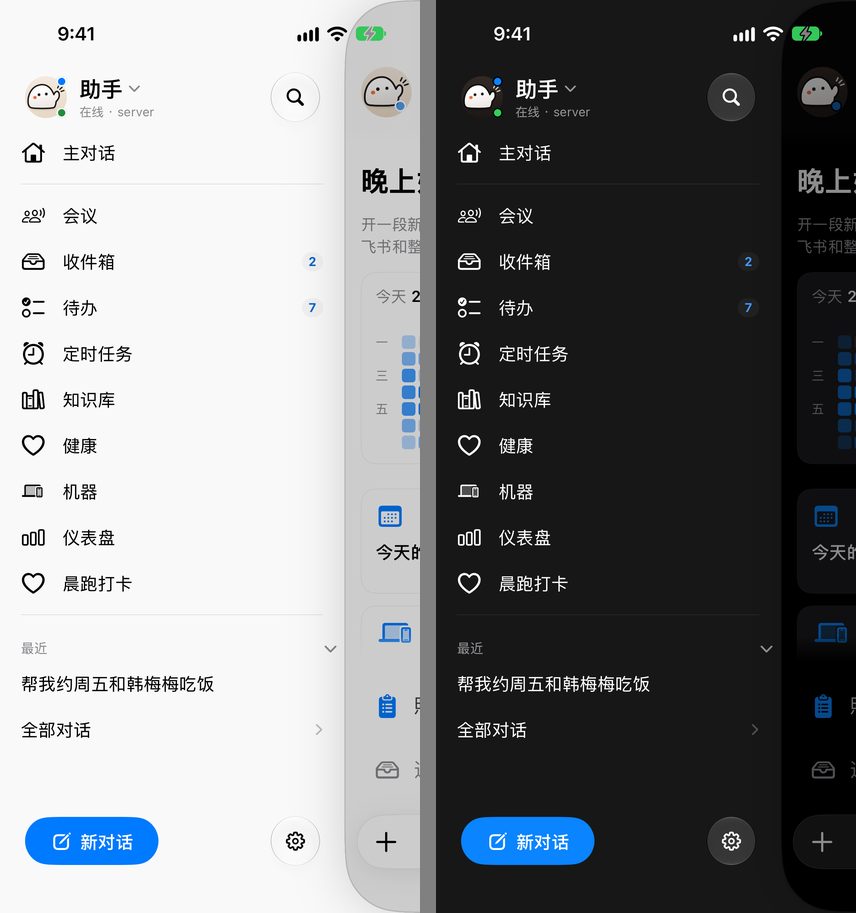 9:41
助手
在线 · server
主对话
会议
收件箱 2
待办 7
定时任务
知识库
健康
机器
仪表盘
晨跑打卡
最近
帮我约周五和韩梅梅吃饭
全部对话
新对话
晚上
开一段新
飞书和整
今天 2
一
三
五
今天的
9:41
助手
在线 · server
主对话
会议
收件箱 2
待办 7
定时任务
知识库
健康
机器
仪表盘
晨跑打卡
最近
帮我约周五和韩梅梅吃饭
全部对话
新对话
晚上
开一段新
飞书和整
今天 2
一
三
五
今天的